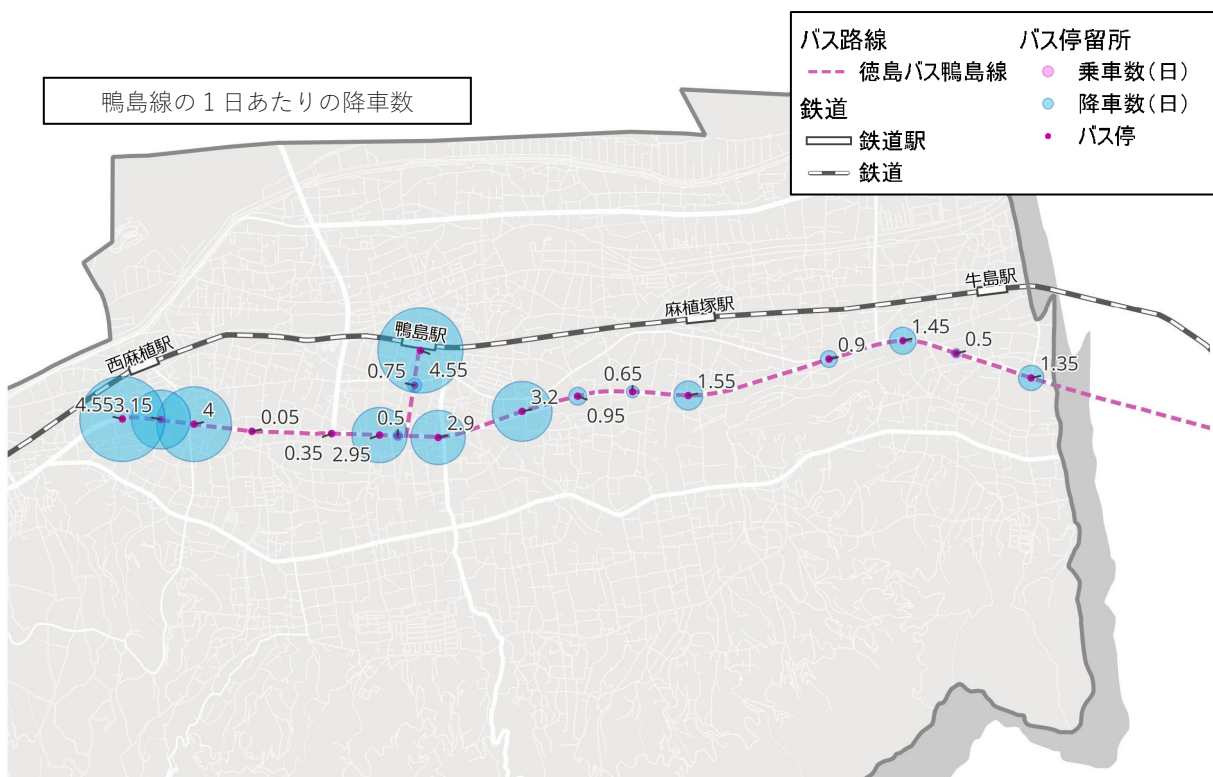 鴨島線の1日あたりの降車数
バス路線
徳島バス鴨島線
鉄道
鉄道駅
鉄道
バス停留所
乗車数(日)
降車数(日)
バス停
牛島駅
麻植塚駅
鴨島駅
西麻植駅
1.45
0.5
0.9
1.35
0.75
4.55
0.65
1.55
3.2
0.95
4.55
3.15
4
0.05
0.5
2.9
0.35
2.95